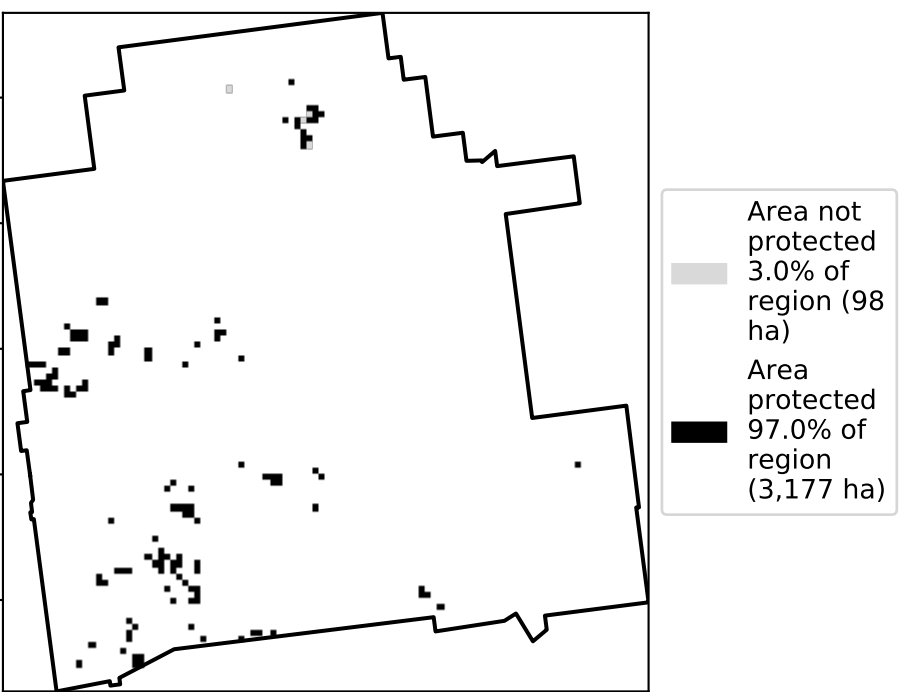 Area not
protected
3.0% of
region (98
ha)
Area
protected
97.0% of
region
(3,177 ha)